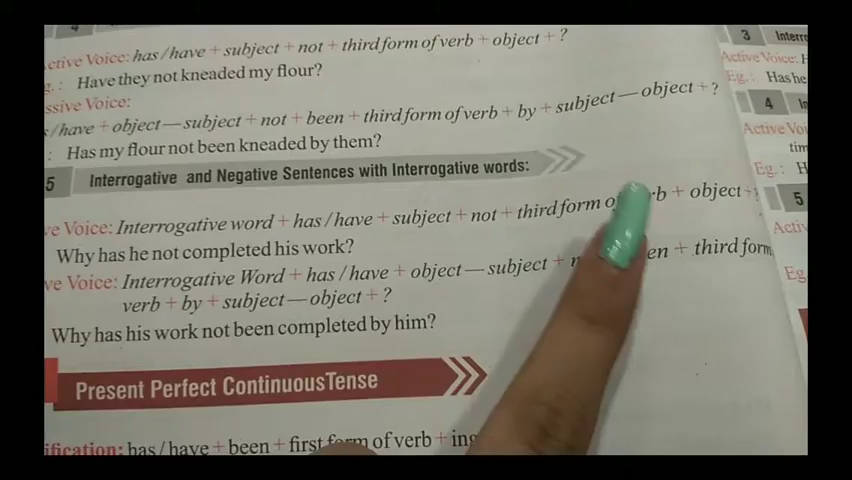 4
ctive Voice: has/have + subject + not + third form of verb + object + ?
g.: Have they not kneaded my flour?
ssive Voice:
s/have + object — subject + not + been + third form of verb + by + subject — object + ?
: Has my flour not been kneaded by them?
5 Interrogative and Negative Sentences with Interrogative words:
ve Voice: Interrogative word + has/have + subject + not + third form o rb + object + ?
Why has he not completed his work?
ve Voice: Interrogative Word + has/have + object — subject + n en + third form
verb + by + subject — object + ?
Why has his work not been completed by him?
Present Perfect Continuous Tense
ification: has/have + been + first form of verb + ing
3 Interro
Active Voice: H
Eg.: Has he
4 In
Active Voi
tim
Eg.: H
5
Acti
Eg